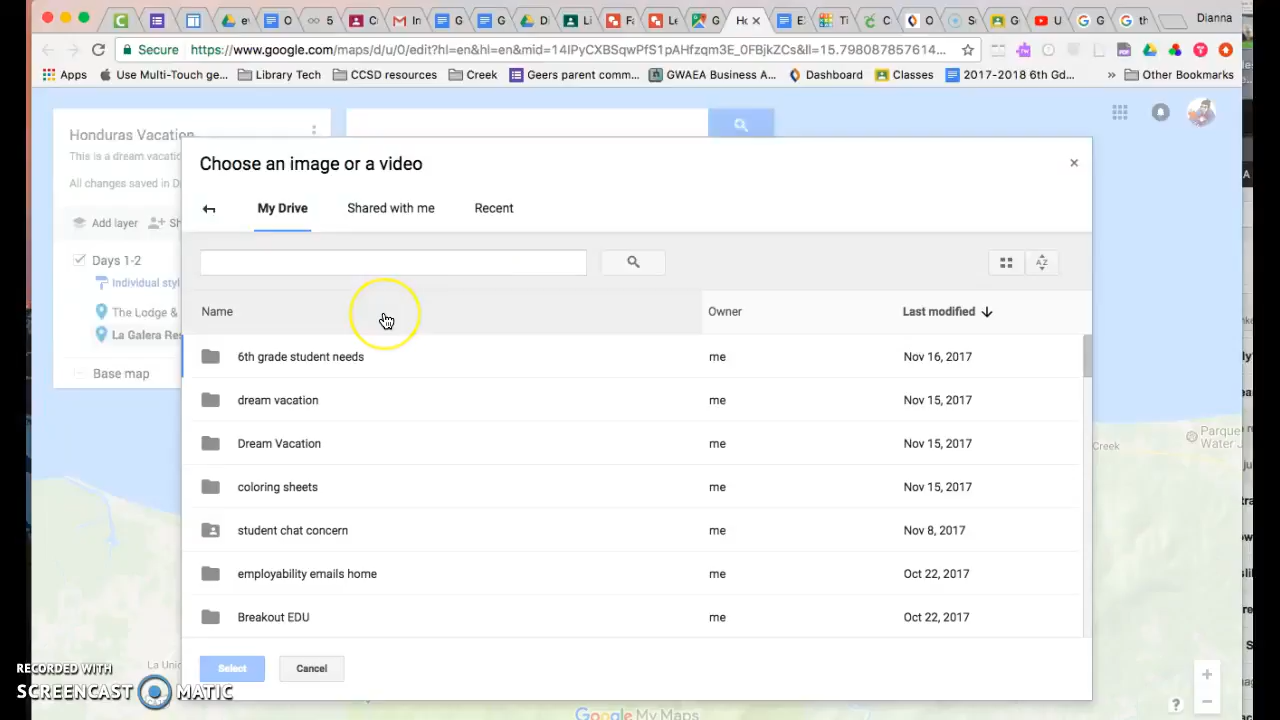 Dianna
Secure https://www.google.com/maps/d/u/0/edit?hl=en&hl=en&mid=
Apps Use Multi-Touch ge... Library Tech CCSD resources Creek Geers parent comm... GWAEA Business A... Dashboard Classes 2017-2018 6th Gd... » Other Bookmarks
Honduras Vacation
This is a dream vacatio
All changes saved in D
Add layer Sh
Days 1-2
Individual styl
The Lodge &
La Galera Res
Base map
Choose an image or a video
My Drive Shared with me Recent
Name Owner Last modified
6th grade student needs me Nov 16, 2017
dream vacation me Nov 15, 2017
Dream Vacation me Nov 15, 2017
coloring sheets me Nov 15, 2017
student chat concern me Nov 8, 2017
employability emails home me Oct 22, 2017
Breakout EDU me Oct 22, 2017
Select Cancel
Creek
Parque
Water
La Unió
RECORDED WITH
SCREENCAST MATIC
Google My Maps